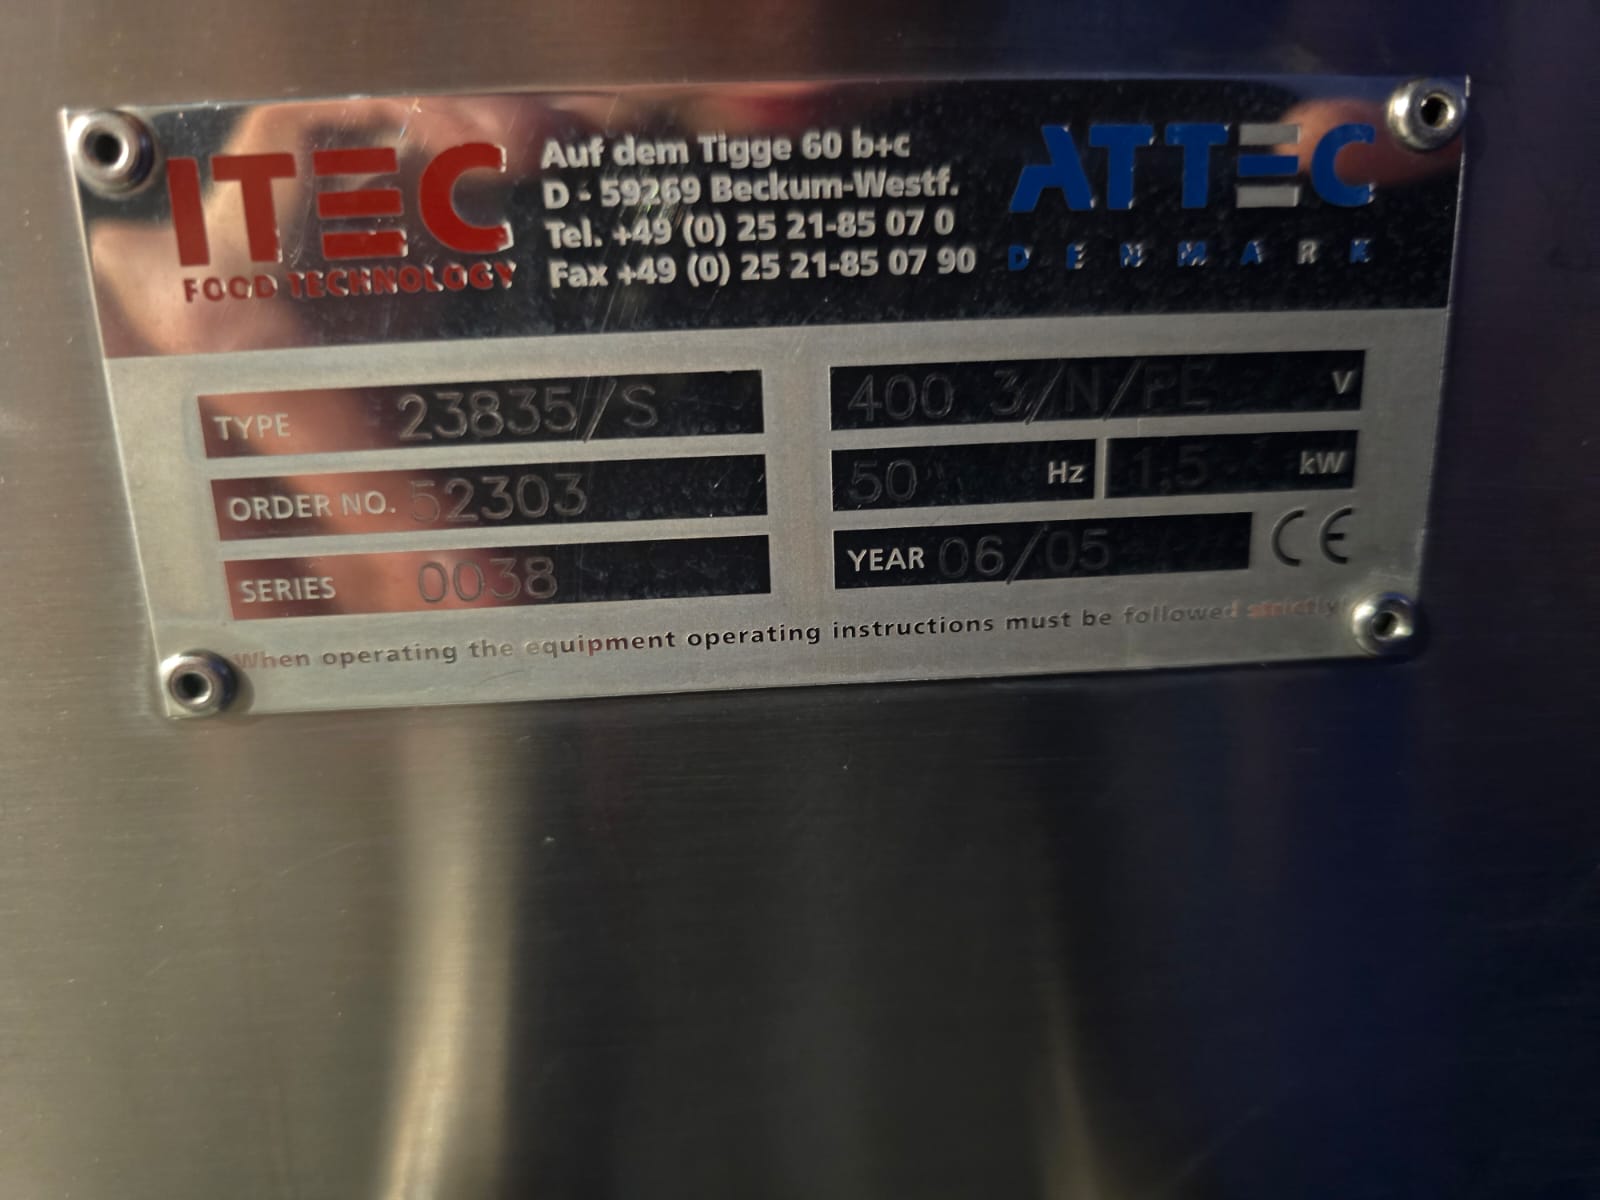 ITEC
FOOD TECHNOLOGY
Auf dem Tigge 60 b+c
D - 59269 Beckum-Westf.
Tel. +49 (0) 25 21-85 07 0
Fax +49 (0) 25 21-85 07 90
ATTEC
DENMARK
TYPE 23835/S
ORDER NO. 52303
SERIES 0038
400 3/N/PE V
50 Hz 1,5 kW
YEAR 06/05 CE
When operating the equipment operating instructions must be followed strictly!